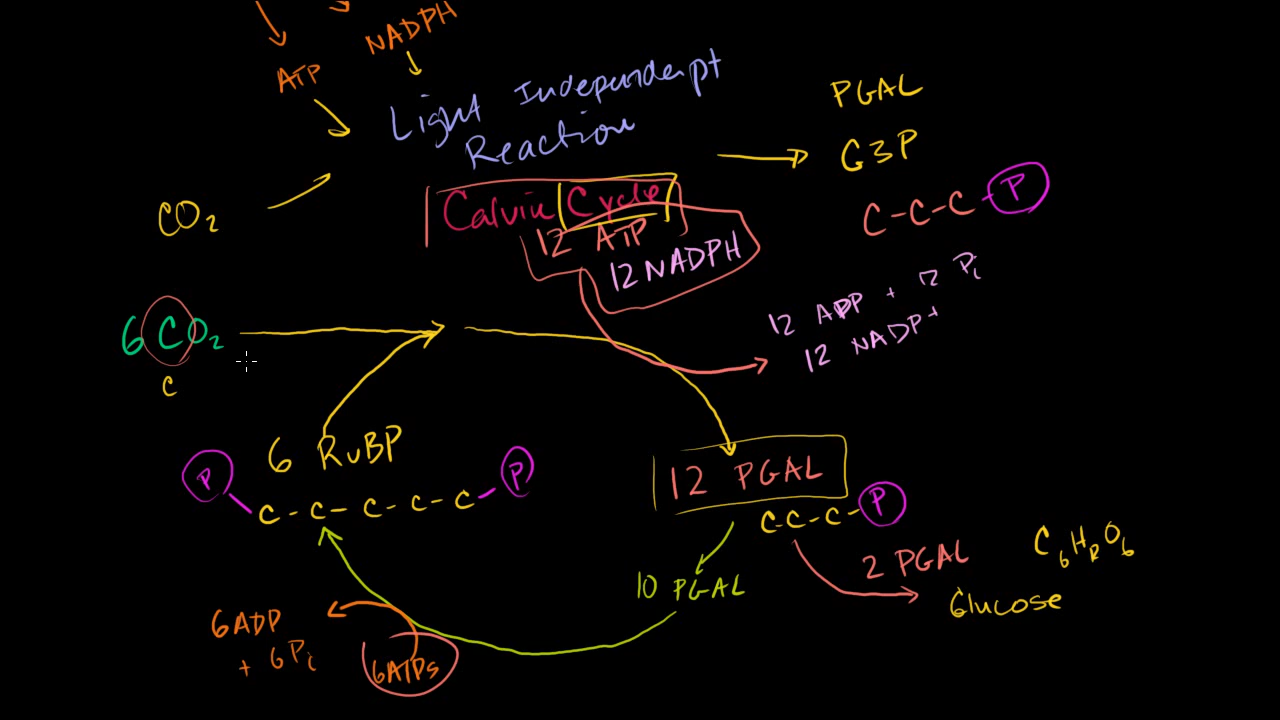 NADPH
ATP
Light Independent
Reaction
PGAL
G3P
CO2
Calvin Cycle
C-C-C-P
12 ATP
12 NADPH
12 ADP + 12 Pi
12 NADP+
6 CO2
C
6 RuBP
P
P
C-C-C-C-C
12 PGAL
C-C-C-P
2 PGAL
C6H12O6
Glucose
10 PGAL
6ADP
+ 6Pi
6ATPs